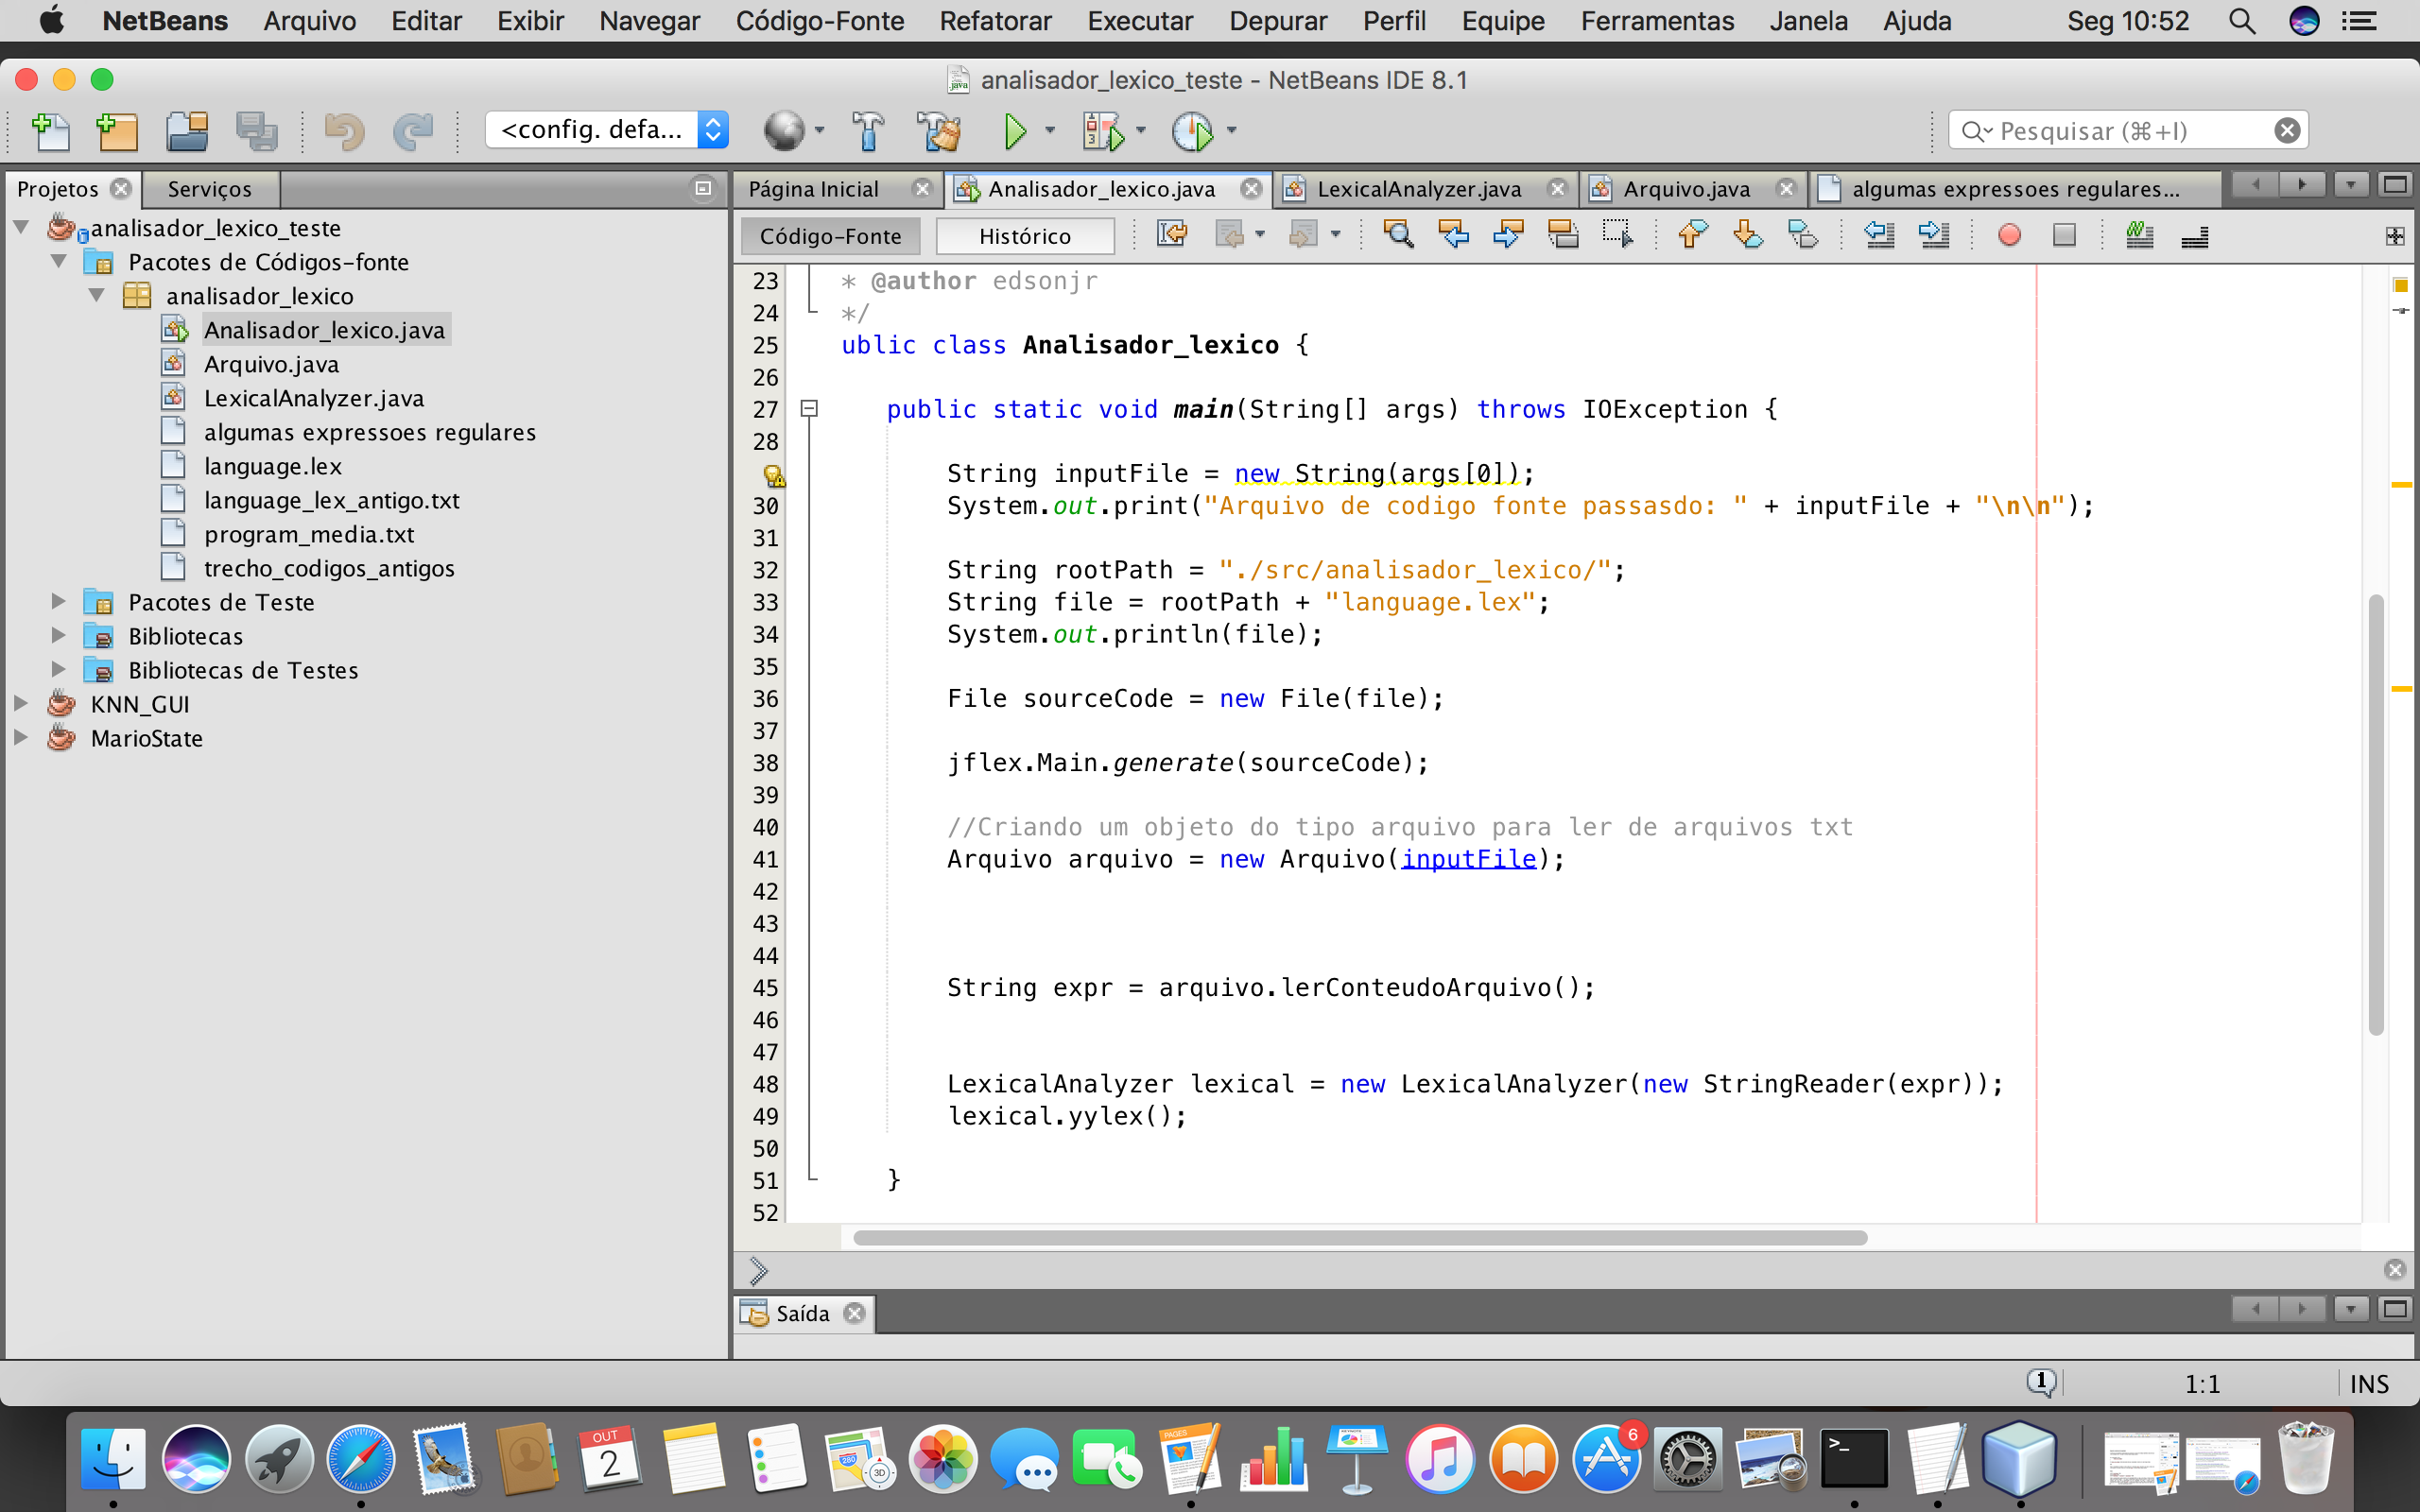 NetBeans Arquivo Editar Exibir Navegar Código-Fonte Refatorar Executar Depurar Perfil Equipe Ferramentas Janela Ajuda Seg 10:52
analisador_lexico_teste - NetBeans IDE 8.1
<config. defa... Pesquisar (⌘+I)
Projetos Serviços
analisador_lexico_teste
Pacotes de Códigos-fonte
analisador_lexico
Analisador_lexico.java
Arquivo.java
LexicalAnalyzer.java
algumas expressoes regulares
language.lex
language_lex_antigo.txt
program_media.txt
trecho_codigos_antigos
Pacotes de Teste
Bibliotecas
Bibliotecas de Testes
KNN_GUI
MarioState
Página Inicial Analisador_lexico.java LexicalAnalyzer.java Arquivo.java algumas expressoes regulares...
Código-Fonte Histórico
23 * @author edsonjr
24 */
25 ublic class Analisador_lexico {
26
27 public static void main(String[] args) throws IOException {
28
String inputFile = new String(args[0]);
30 System.out.print("Arquivo de codigo fonte passasdo: " + inputFile + "\n\n");
31
32 String rootPath = "./src/analisador_lexico/";
33 String file = rootPath + "language.lex";
34 System.out.println(file);
35
36 File sourceCode = new File(file);
37
38 jflex.Main.generate(sourceCode);
39
40 //Criando um objeto do tipo arquivo para ler de arquivos txt
41 Arquivo arquivo = new Arquivo(inputFile);
42
43
44
45 String expr = arquivo.lerConteudoArquivo();
46
47
48 LexicalAnalyzer lexical = new LexicalAnalyzer(new StringReader(expr));
49 lexical.yylex();
50
51 }
52
Saída
1 1:1 INS
OUT
2
280
3D
PAGES
6
>_